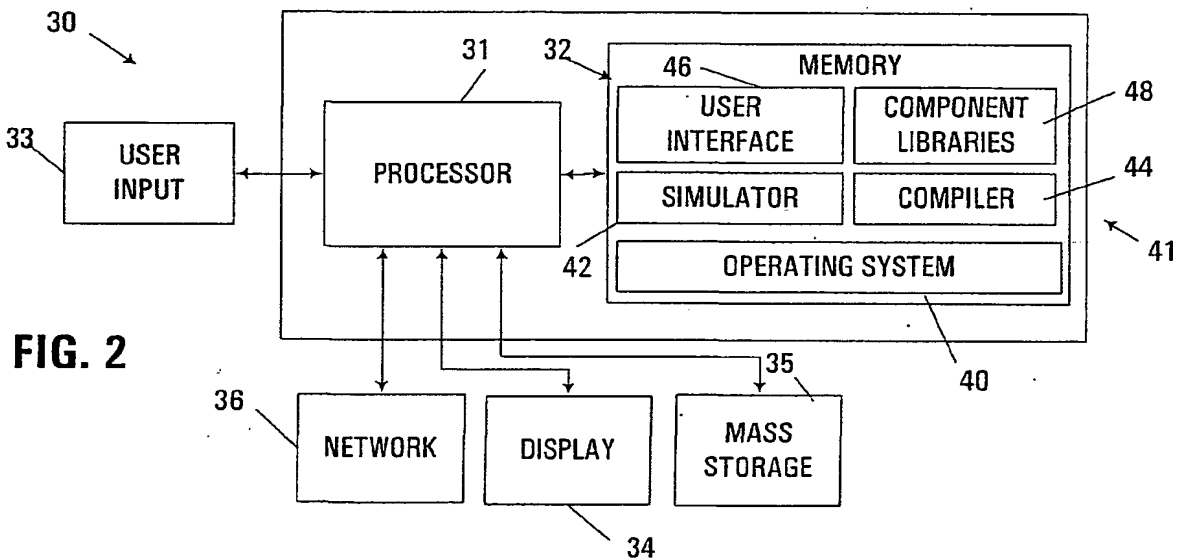 30
31
32
46
MEMORY
48
33
USER
INPUT
PROCESSOR
USER
INTERFACE
COMPONENT
LIBRARIES
44
SIMULATOR
COMPILER
42
OPERATING SYSTEM
41
FIG. 2
40
36
35
NETWORK
DISPLAY
MASS
STORAGE
34